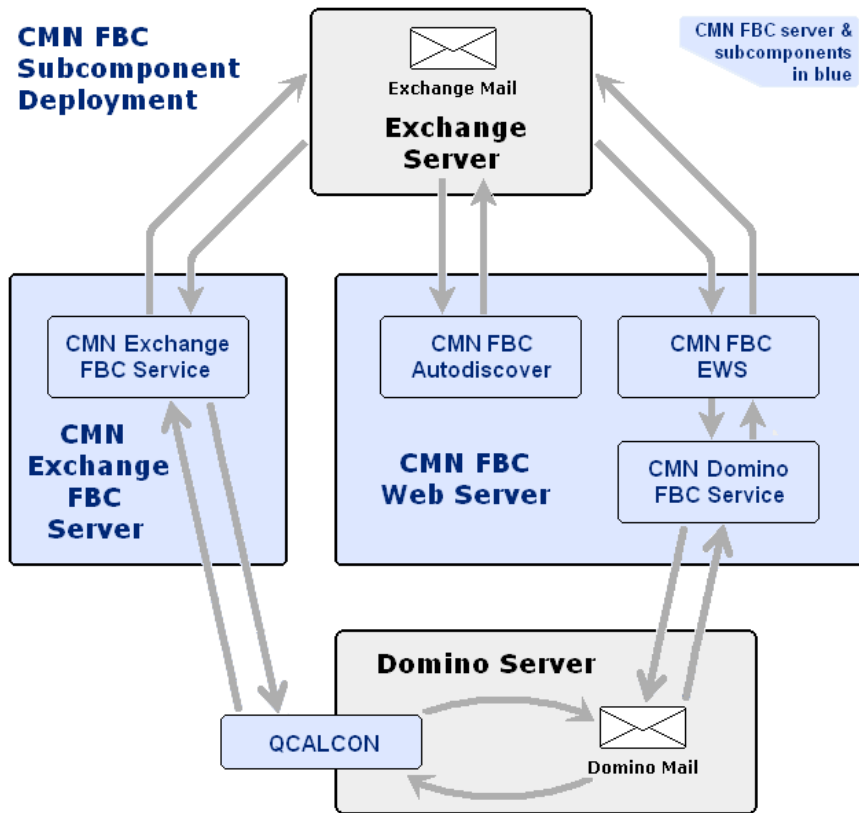 CMN FBC
Subcomponent
Deployment
CMN FBC server &
subcomponents
in blue
Exchange Mail
Exchange
Server
CMN Exchange
FBC Service
CMN
Exchange
FBC
Server
CMN FBC
Autodiscover
CMN FBC
EWS
CMN FBC
Web Server
CMN Domino
FBC Service
Domino Server
QCALCON
Domino Mail